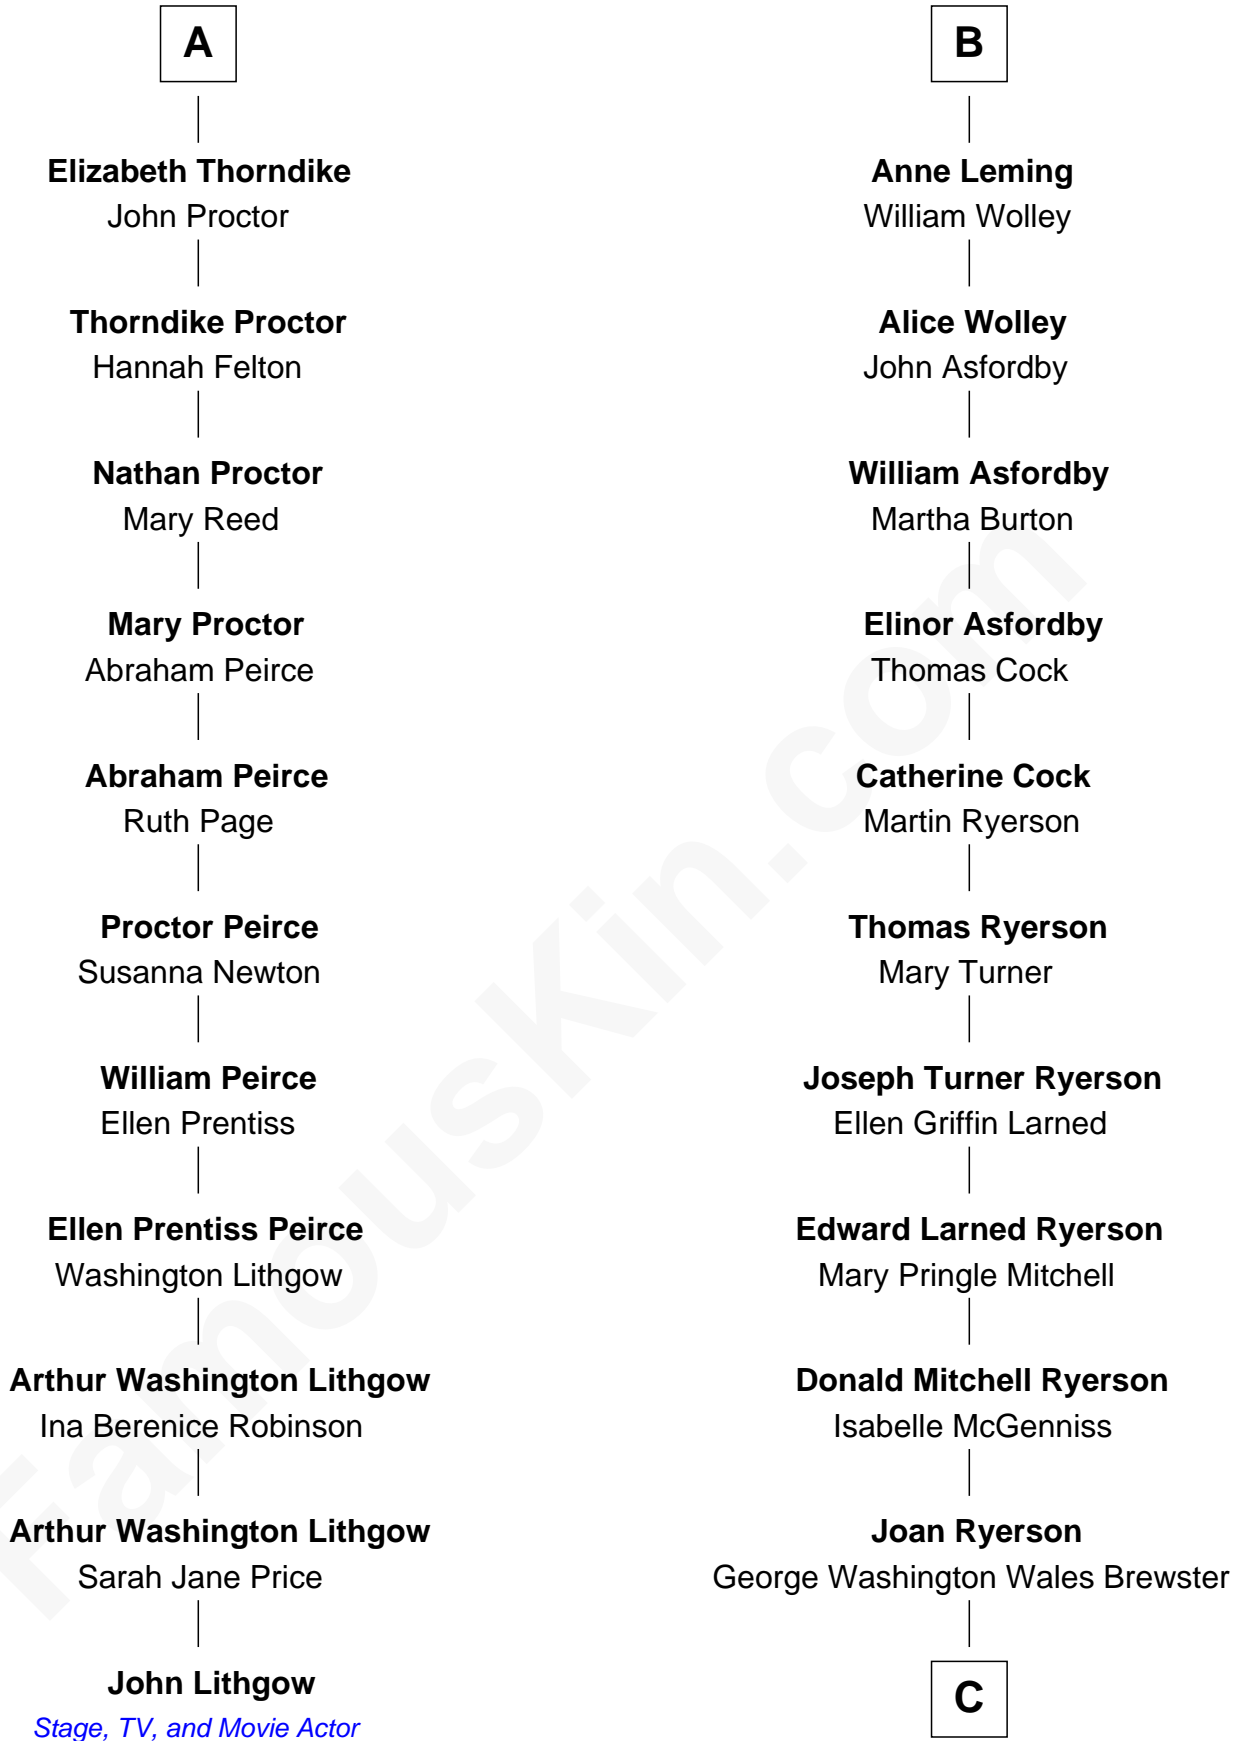 A
Elizabeth Thorndike
John Proctor
Thorndike Proctor
Hannah Felton
Nathan Proctor
Mary Reed
Mary Proctor
Abraham Peirce
Abraham Peirce
Ruth Page
Proctor Peirce
Susanna Newton
William Peirce
Ellen Prentiss
Ellen Prentiss Peirce
Washington Lithgow
Arthur Washington Lithgow
Ina Berenice Robinson
Arthur Washington Lithgow
Sarah Jane Price
John Lithgow
Stage, TV, and Movie Actor
B
Anne Leming
William Wolley
Alice Wolley
John Asfordby
William Asfordby
Martha Burton
Elinor Asfordby
Thomas Cock
Catherine Cock
Martin Ryerson
Thomas Ryerson
Mary Turner
Joseph Turner Ryerson
Ellen Griffin Larned
Edward Larned Ryerson
Mary Pringle Mitchell
Donald Mitchell Ryerson
Isabelle McGenniss
Joan Ryerson
George Washington Wales Brewster
C
FamousKin.com